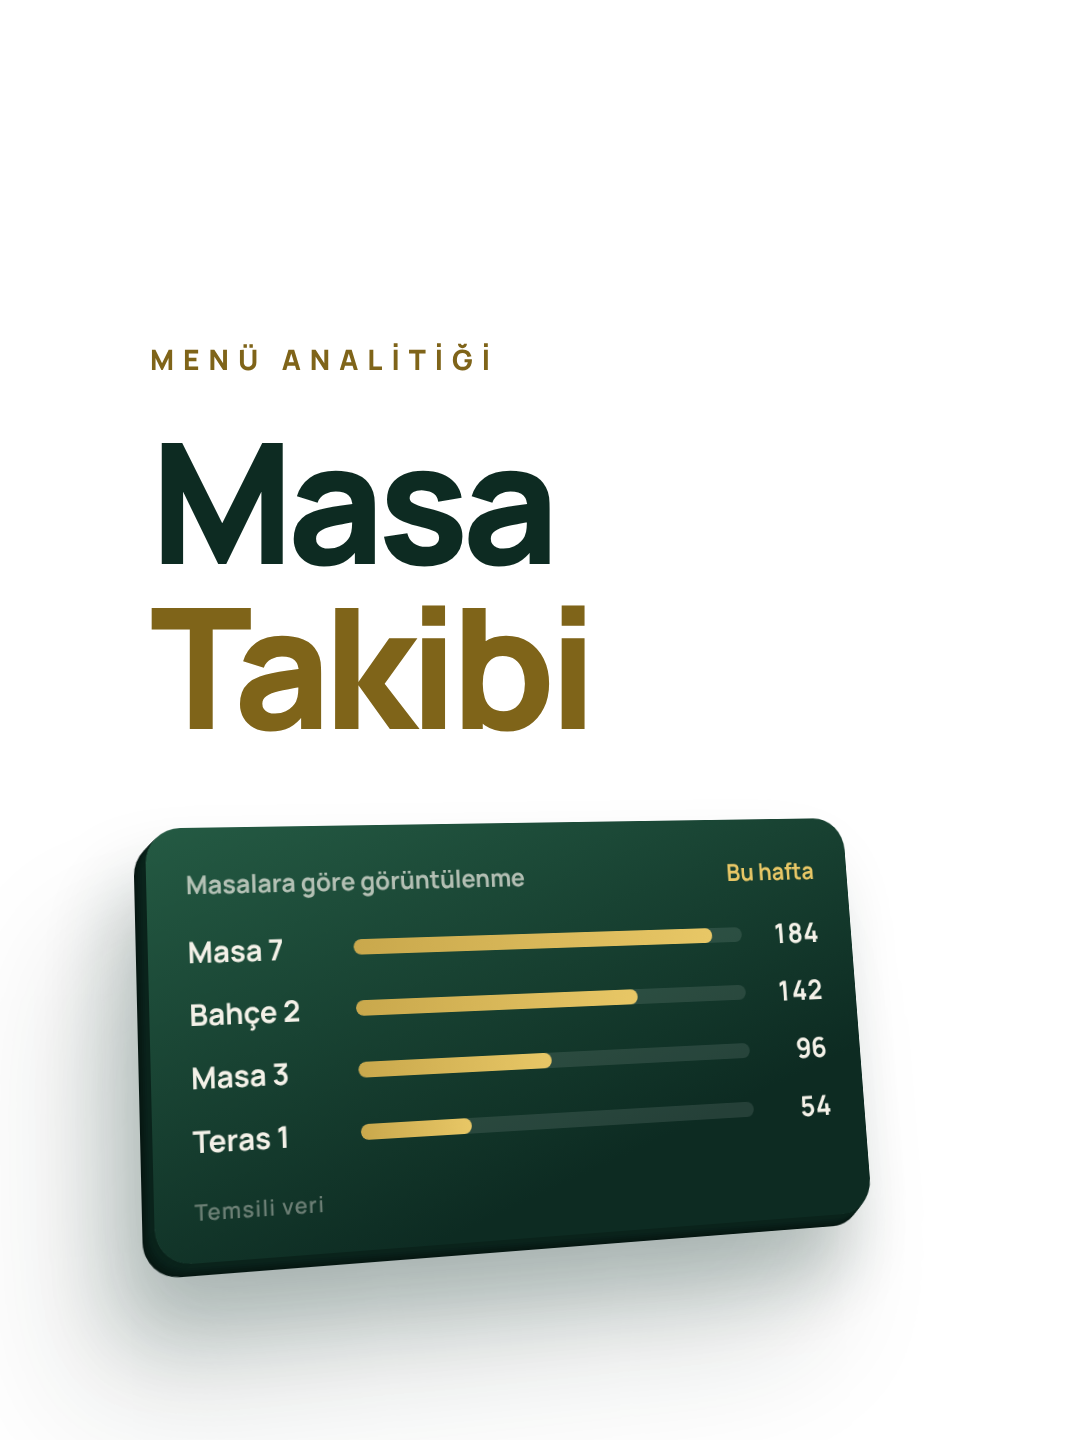 MENÜ ANALİTİĞİ
Masa
Takibi
Masalara göre görüntülenme Bu hafta
Masa 7 184
Bahçe 2 142
Masa 3 96
Teras 1 54
Temsili veri